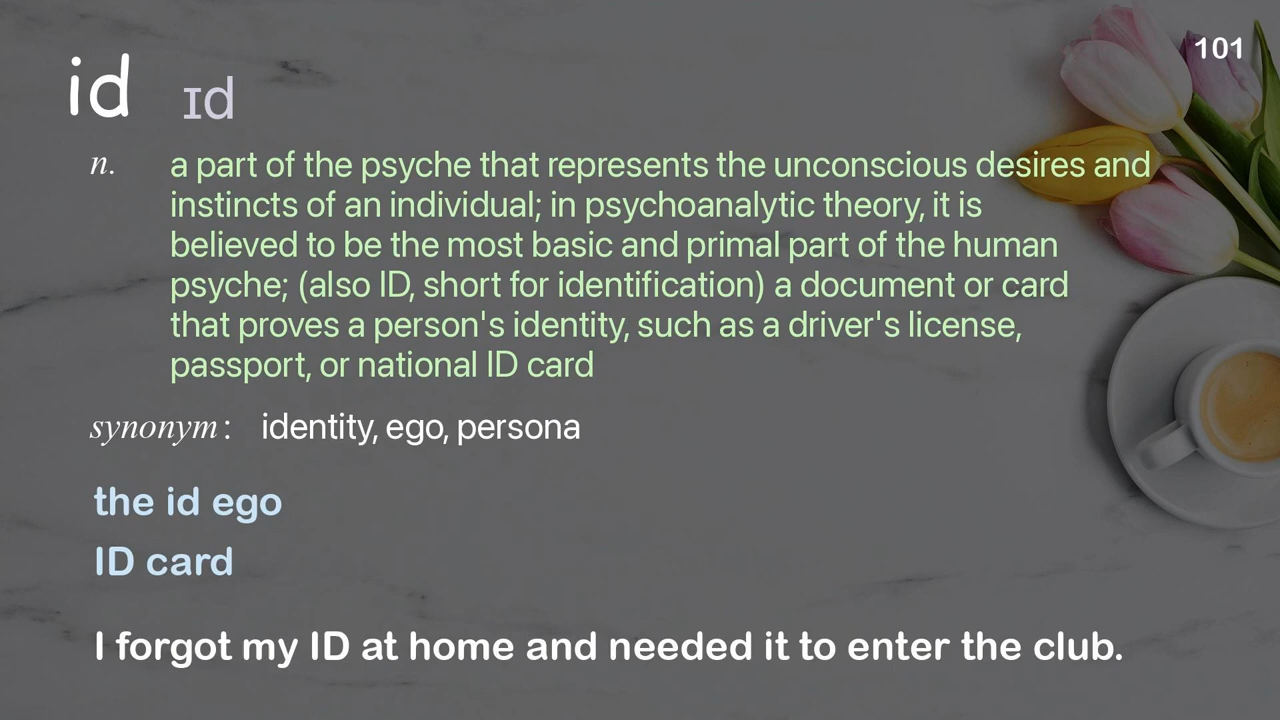 101
id ɪd
n. a part of the psyche that represents the unconscious desires and
instincts of an individual; in psychoanalytic theory, it is
believed to be the most basic and primal part of the human
psyche; (also ID, short for identification) a document or card
that proves a person's identity, such as a driver's license,
passport, or national ID card
synonym: identity, ego, persona
the id ego
ID card
I forgot my ID at home and needed it to enter the club.